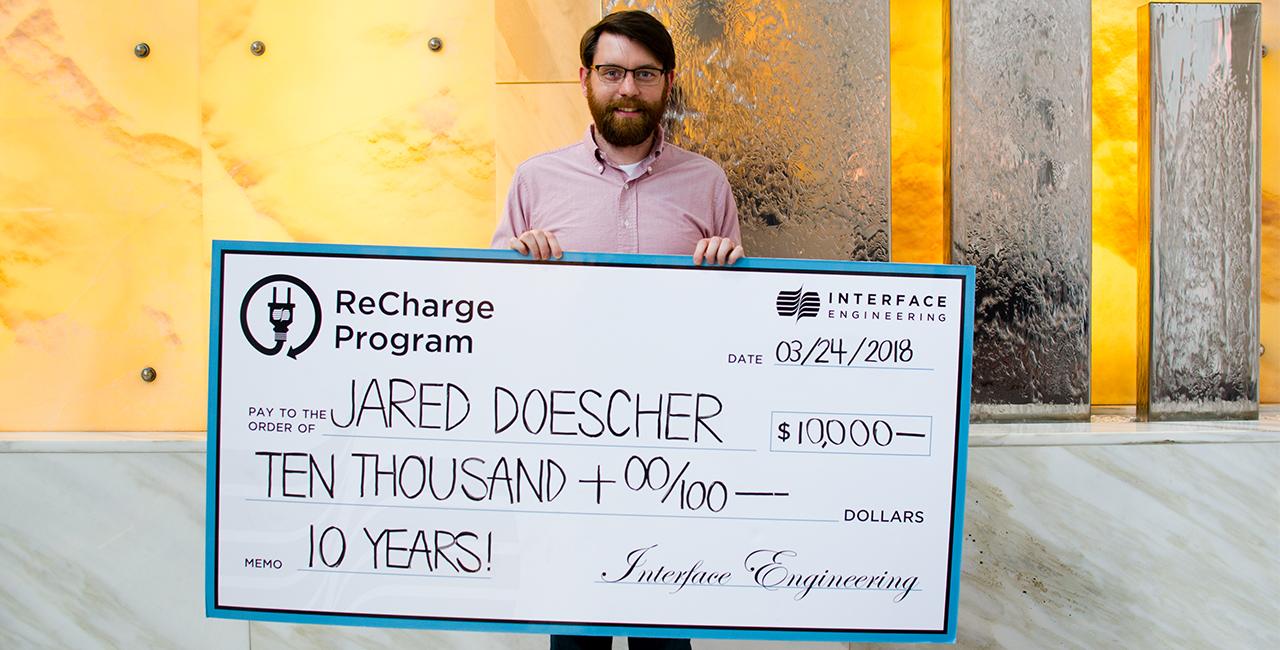 ReCharge
Program
INTERFACE
ENGINEERING
DATE 03/24/2018
PAY TO THE
ORDER OF JARED DOESCHER $10,000—
TEN THOUSAND + 00/100 —- DOLLARS
MEMO 10 YEARS! Interface Engineering